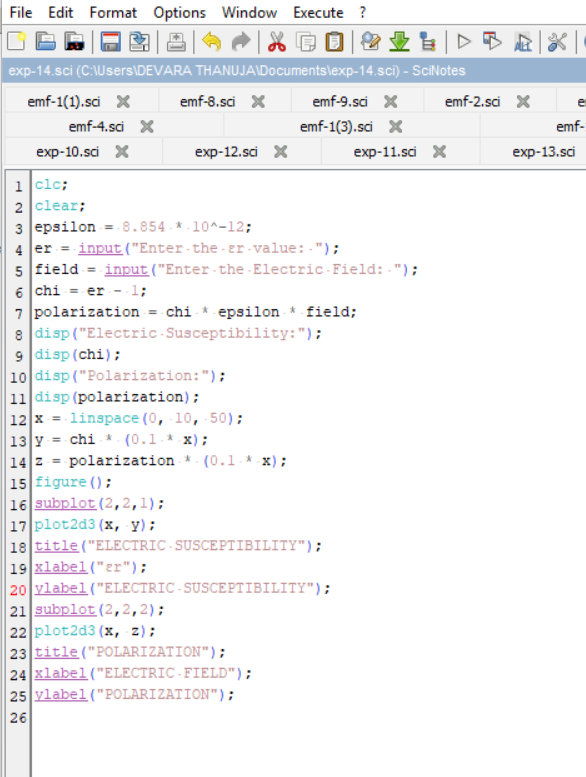 File Edit Format Options Window Execute ?
exp-14.sci (C:\Users\DEVARA THANUJA\Documents\exp-14.sci) - SciNotes
emf-1(1).sci emf-8.sci emf-9.sci emf-2.sci e
emf-4.sci emf-1(3).sci emf-
exp-10.sci exp-12.sci exp-11.sci exp-13.sci
1 clc;
2 clear;
3 epsilon = 8.854 * 10^-12;
4 er = input("Enter the εr value: ");
5 field = input("Enter the Electric Field: ");
6 chi = er - 1;
7 polarization = chi * epsilon * field;
8 disp("Electric Susceptibility:");
9 disp(chi);
10 disp("Polarization:");
11 disp(polarization);
12 x = linspace(0, 10, 50);
13 y = chi * (0.1 * x);
14 z = polarization * (0.1 * x);
15 figure();
16 subplot(2,2,1);
17 plot2d3(x, y);
18 title("ELECTRIC SUSCEPTIBILITY");
19 xlabel("εr");
20 ylabel("ELECTRIC SUSCEPTIBILITY");
21 subplot(2,2,2);
22 plot2d3(x, z);
23 title("POLARIZATION");
24 xlabel("ELECTRIC FIELD");
25 ylabel("POLARIZATION");
26